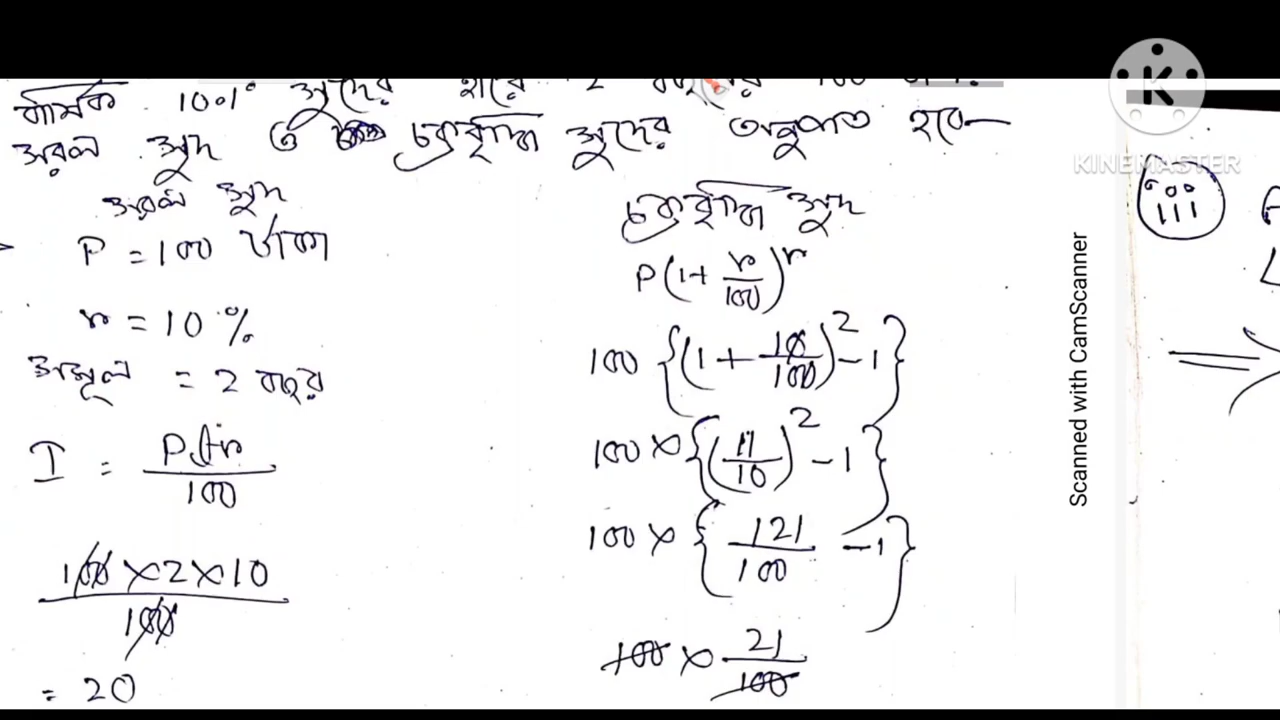 বার্ষিক 10% সুদের হারে 2 বছরের 100
সরল সুদ ও চক্রবৃদ্ধি সুদের অনুপাত হবে—
সরল সুদ
P = 100 টাকা
r = 10 %
= 2 বছর
I = Ptr / 100
100 × 2 × 10 / 100
= 20
চক্রবৃদ্ধি সুদ
P(1 + r/100)^n
100 {(1 + 10/100)^2 - 1}
100 × {(11/10)^2 - 1}
100 × {121/100 - 1}
100 × 21/100
KINEMASTER
Scanned with CamScanner